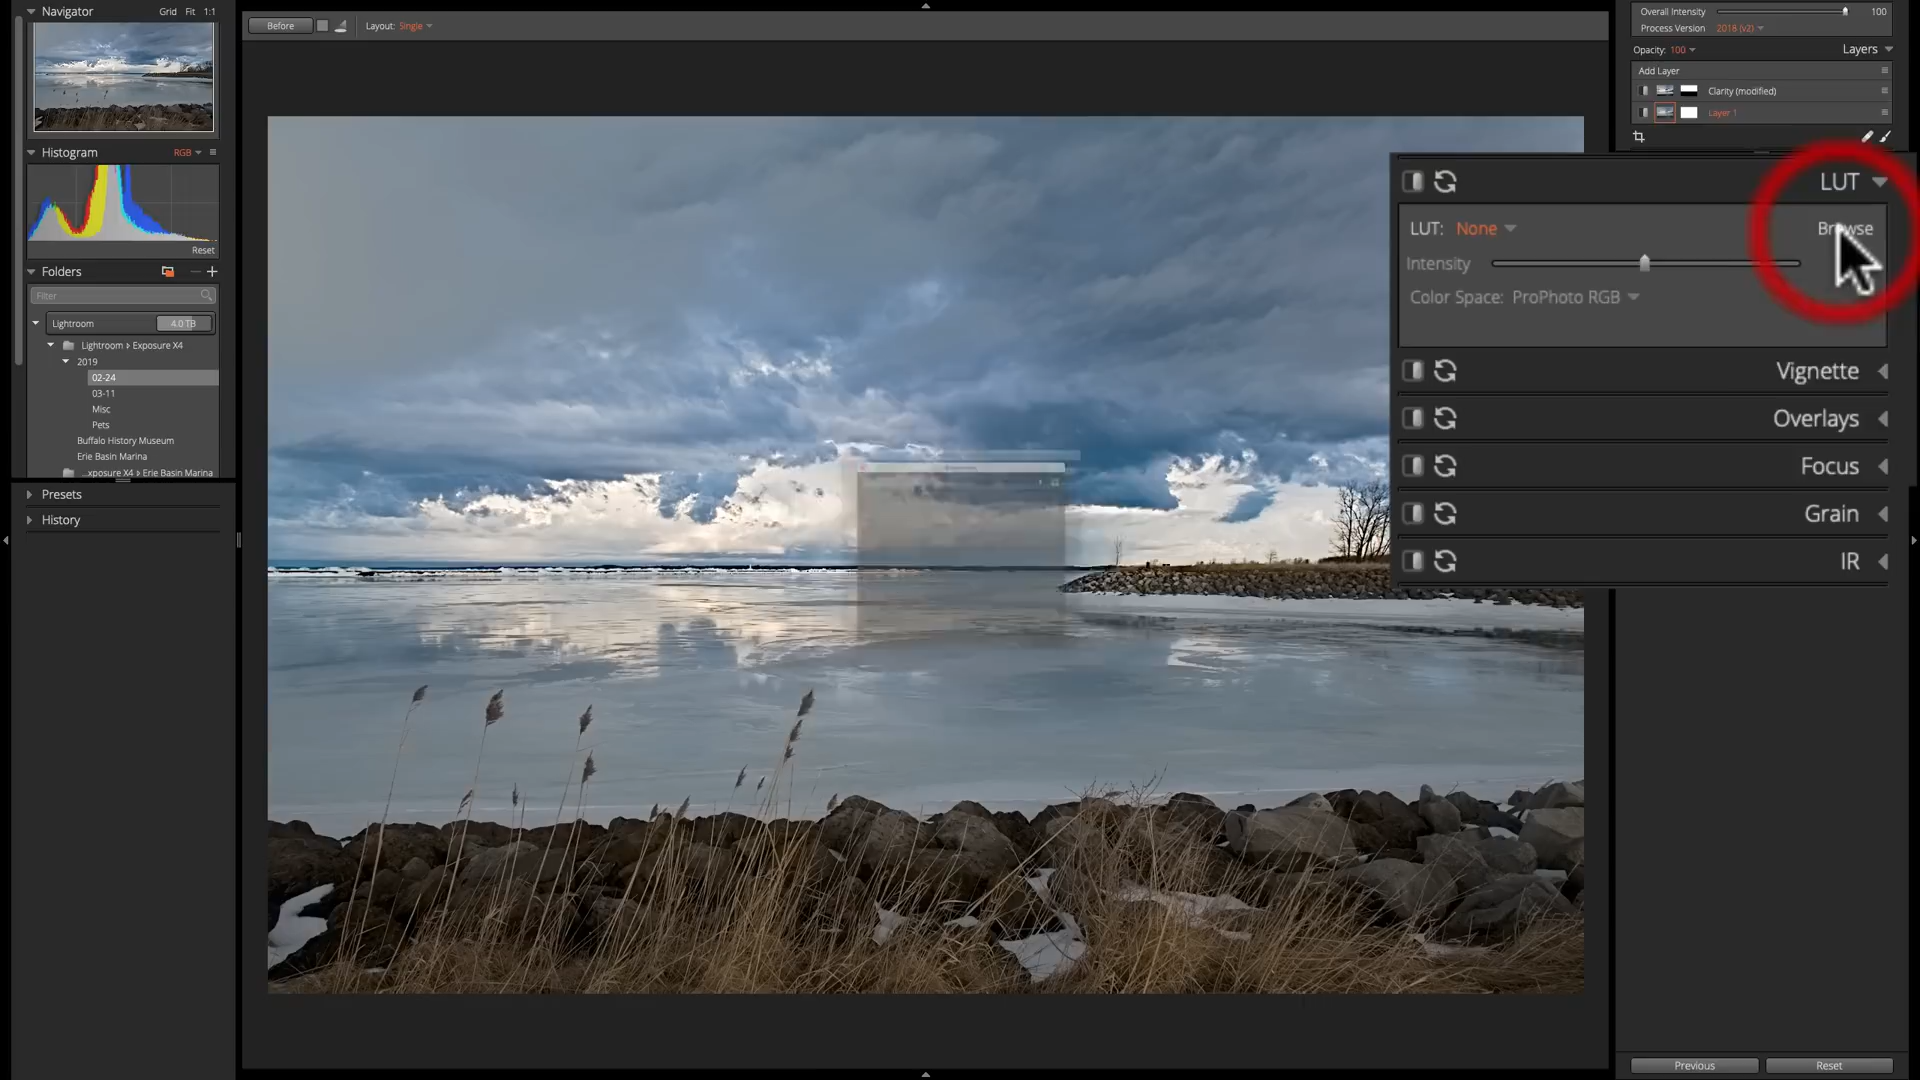 Navigator
Grid Fit 1:1
Histogram
RGB
Reset
Folders
Filter
Lightroom
4.0 TB
Lightroom ▸ Exposure X4
2019
02-24
03-11
Misc
Pets
Buffalo History Museum
Erie Basin Marina
...xposure X4 ▸ Erie Basin Marina
Presets
History
Before
Layout: Single
Overall Intensity 100
Process Version 2018 (v2)
Opacity: 100 Layers
Add Layer
Clarity (modified)
Layer 1
LUT
LUT: None Browse
Intensity
Color Space: ProPhoto RGB
Vignette
Overlays
Focus
Grain
IR
Previous Reset